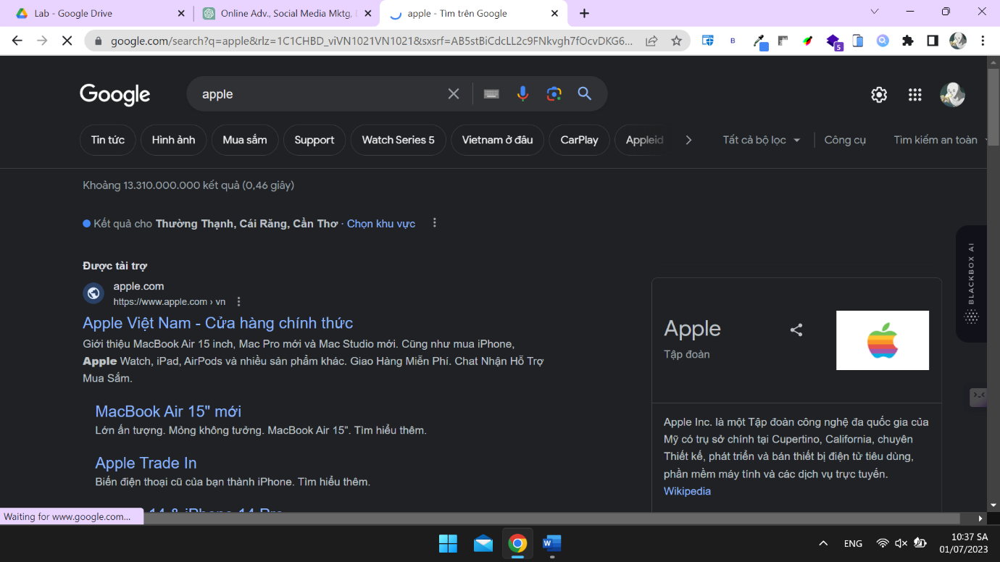 Lab - Google Drive
Online Adv., Social Media Mktg,
apple - Tìm trên Google
google.com/search?q=apple&rlz=1C1CHBD_viVN1021VN1021&sxsrf=AB5stBiCdcLL2c9FNkvgh7fOcvDKG6...
B
5
Google
apple
Tin tức
Hình ảnh
Mua sắm
Support
Watch Series 5
Vietnam ở đâu
CarPlay
Appleid
Tất cả bộ lọc
Công cụ
Tìm kiếm an toàn
Khoảng 13.310.000.000 kết quả (0,46 giây)
Kết quả cho Thường Thạnh, Cái Răng, Cần Thơ · Chọn khu vực
Được tài trợ
apple.com
https://www.apple.com › vn
Apple Việt Nam - Cửa hàng chính thức
Giới thiệu MacBook Air 15 inch, Mac Pro mới và Mac Studio mới. Cũng như mua iPhone,
Apple Watch, iPad, AirPods và nhiều sản phẩm khác. Giao Hàng Miễn Phí. Chat Nhận Hỗ Trợ
Mua Sắm.
MacBook Air 15" mới
Lớn ấn tượng. Mỏng không tưởng. MacBook Air 15". Tìm hiểu thêm.
Apple Trade In
Biến điện thoại cũ của bạn thành iPhone. Tìm hiểu thêm.
14 & iPhone 14 Pro
Apple
Tập đoàn
Apple Inc. là một Tập đoàn công nghệ đa quốc gia của
Mỹ có trụ sở chính tại Cupertino, California, chuyên
Thiết kế, phát triển và bán thiết bị điện tử tiêu dùng,
phần mềm máy tính và các dịch vụ trực tuyến.
Wikipedia
BLACKBOX AI
Waiting for www.google.com...
W
ENG
10:37 SA
01/07/2023